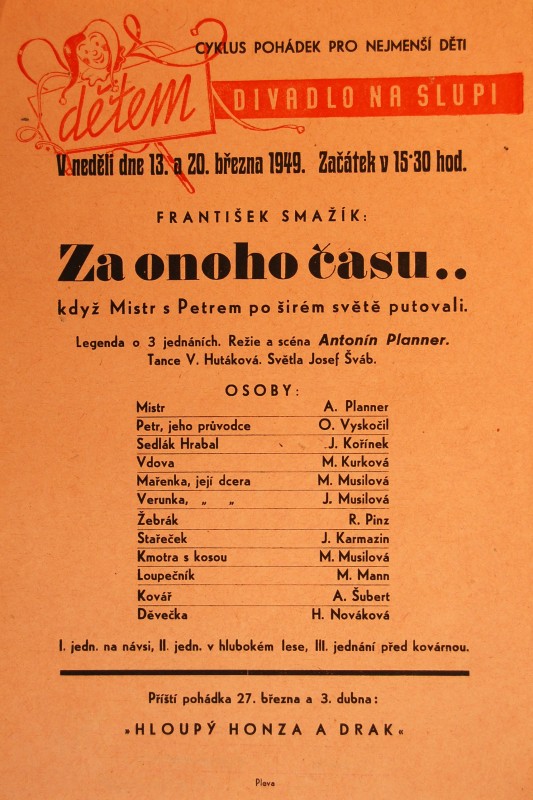 CYKLUS POHÁDEK PRO NEJMENŠÍ DĚTI
dětem
DIVADLO NA SLUPI
V neděli dne 13. a 20. března 1949. Začátek v 15·30 hod.
FRANTIŠEK SMAŽÍK:
Za onoho času..
když Mistr s Petrem po širém světě putovali.
Legenda o 3 jednáních. Režie a scéna Antonín Planner.
Tance V. Hutáková. Světla Josef Šváb.
OSOBY:
Mistr A. Planner
Petr, jeho průvodce O. Vyskočil
Sedlák Hrabal J. Kořínek
Vdova M. Kurková
Mařenka, její dcera M. Musilová
Verunka, „ „ J. Musilová
Žebrák R. Pinz
Stařeček J. Karmazin
Kmotra s kosou M. Musilová
Loupečník M. Mann
Kovář A. Šubert
Děvečka H. Nováková
I. jedn. na návsi, II. jedn. v hlubokém lese, III. jednání před kovárnou.
Příští pohádka 27. března a 3. dubna:
„HLOUPÝ HONZA A DRAK“
Pleva